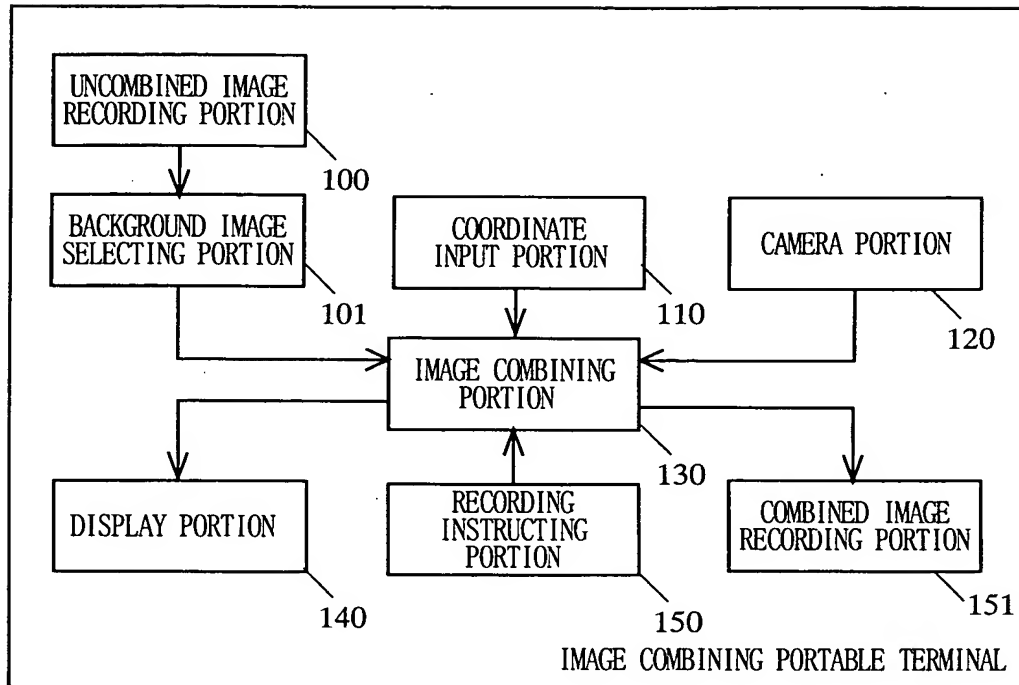 UNCOMBINED IMAGE
RECORDING PORTION
100
BACKGROUND IMAGE
SELECTING PORTION
101
COORDINATE
INPUT PORTION
110
CAMERA PORTION
120
IMAGE COMBINING
PORTION
130
DISPLAY PORTION
140
RECORDING
INSTRUCTING
PORTION
150
COMBINED IMAGE
RECORDING PORTION
151
IMAGE COMBINING PORTABLE TERMINAL